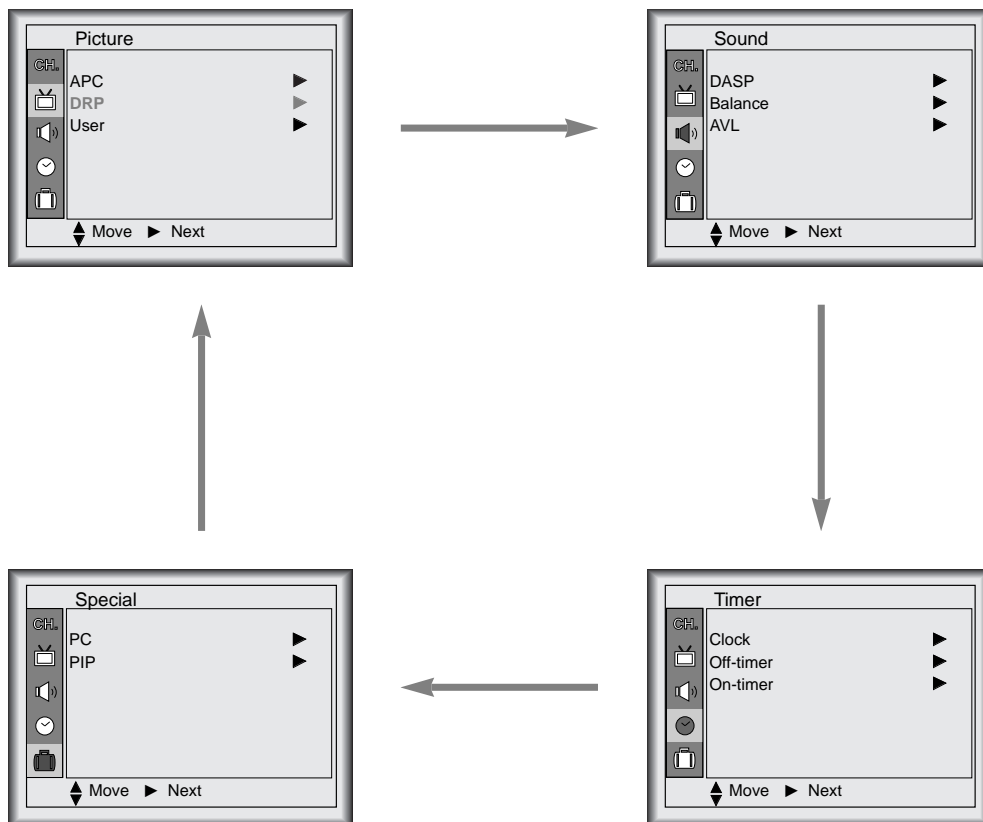 Picture
CH.
APC
DRP
User
Move Next
Sound
CH.
DASP
Balance
AVL
Move Next
Special
CH.
PC
PIP
Move Next
Timer
CH.
Clock
Off-timer
On-timer
Move Next